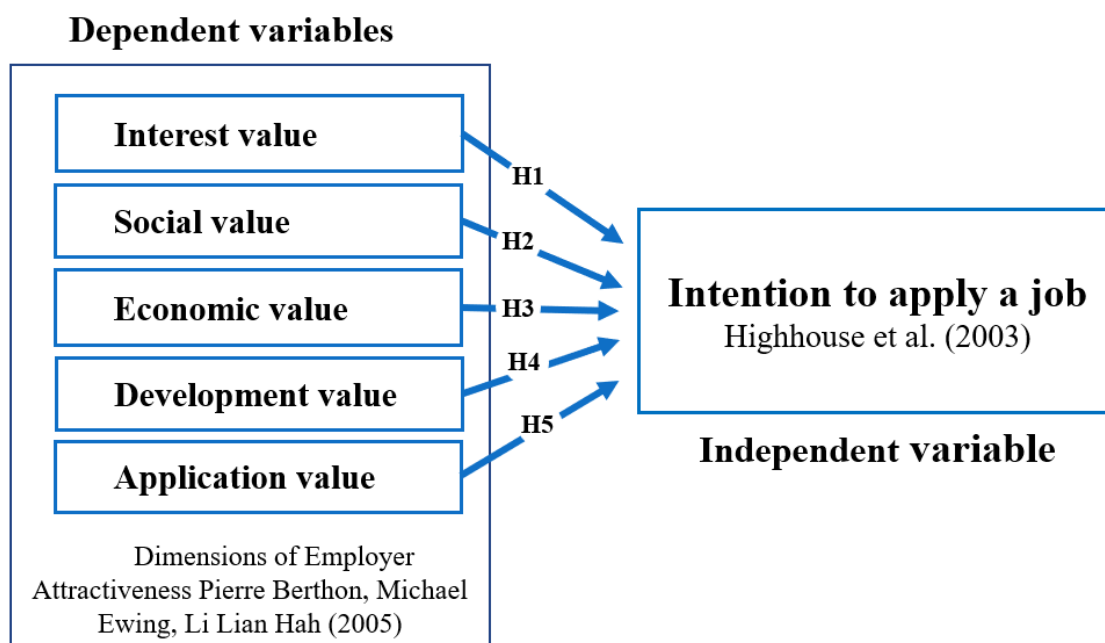 Dependent variables
Interest value
Social value
Economic value
Development value
Application value
Dimensions of Employer
Attractiveness Pierre Berthon, Michael
Ewing, Li Lian Hah (2005)
H1
H2
H3
H4
H5
Intention to apply a job
Highhouse et al. (2003)
Independent variable